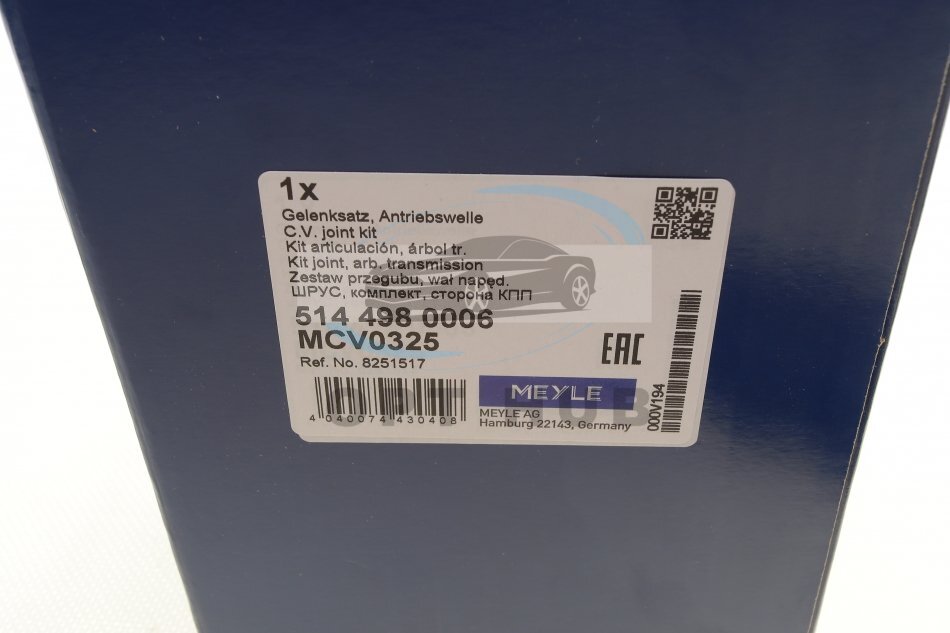 1x
Gelenksatz, Antriebswelle
C.V. joint kit
Kit articulación, árbol tr.
Kit joint, arb. transmission
Zestaw przegubu, wał napęd.
ШРУС, комплект, сторона КПП
514 498 0006
MCV0325
Ref. No. 8251517
EAC
MEYLE
4 040074 430408
MEYLE AG
Hamburg 22143, Germany
000V194
OPT HUB